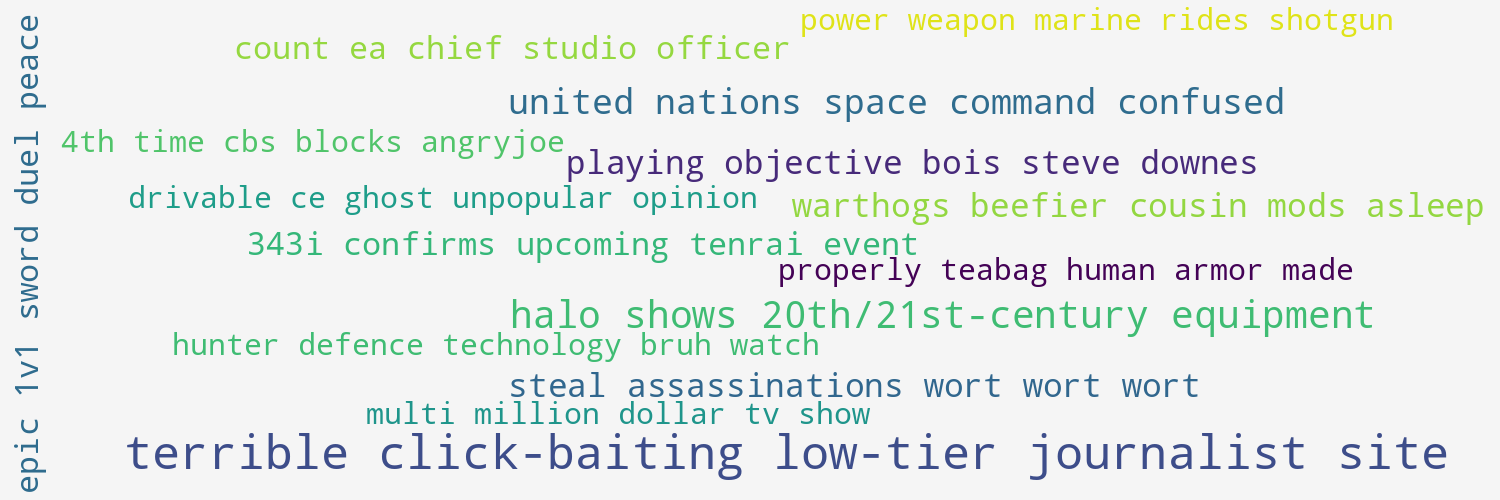 power weapon marine rides shotgun
count ea chief studio officer
united nations space command confused
4th time cbs blocks angryjoe
playing objective bois steve downes
drivable ce ghost unpopular opinion
warthogs beefier cousin mods asleep
343i confirms upcoming tenrai event
properly teabag human armor made
halo shows 20th/21st-century equipment
hunter defence technology bruh watch
steal assassinations wort wort wort
multi million dollar tv show
terrible click-baiting low-tier journalist site
epic 1v1 sword duel peace